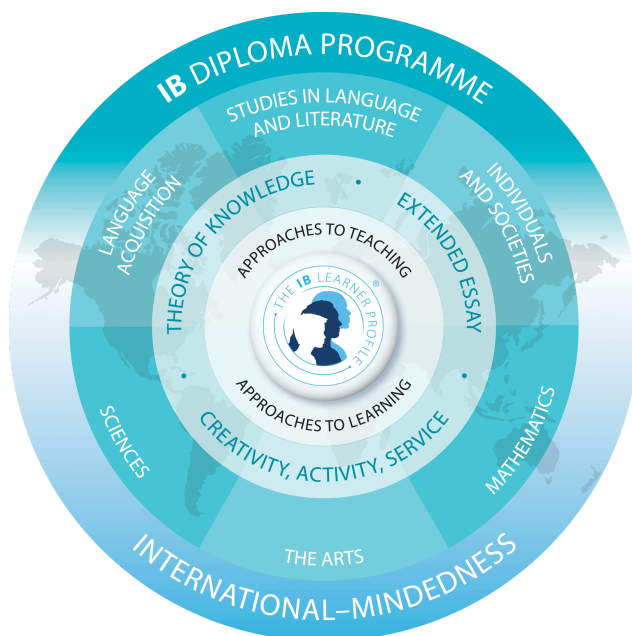 IB DIPLOMA PROGRAMME
STUDIES IN LANGUAGE
AND LITERATURE
LANGUAGE
ACQUISITION
INDIVIDUALS
AND SOCIETIES
THEORY OF KNOWLEDGE
•
EXTENDED ESSAY
APPROACHES TO TEACHING
THE IB LEARNER PROFILE
®
APPROACHES TO LEARNING
•
•
CREATIVITY, ACTIVITY, SERVICE
SCIENCES
MATHEMATICS
THE ARTS
INTERNATIONAL–MINDEDNESS